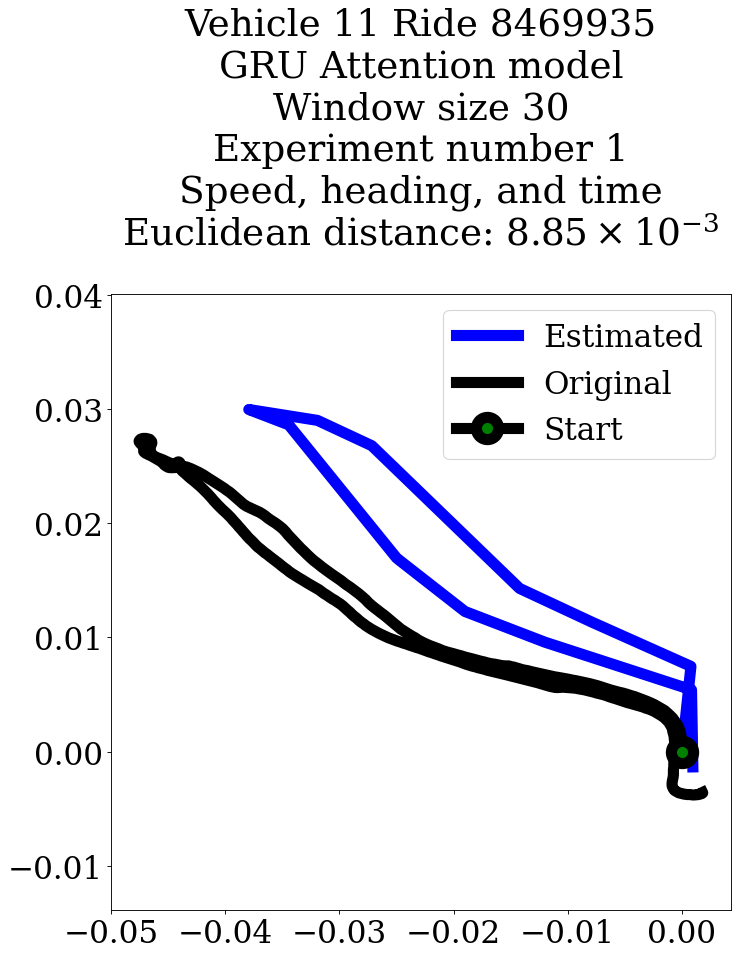 Vehicle 11 Ride 8469935
GRU Attention model
Window size 30
Experiment number 1
Speed, heading, and time
Euclidean distance: 8.85 × 10⁻³
0.04
Estimated
Original
Start
0.03
0.02
0.01
0.00
−0.01
−0.05 −0.04 −0.03 −0.02 −0.01 0.00